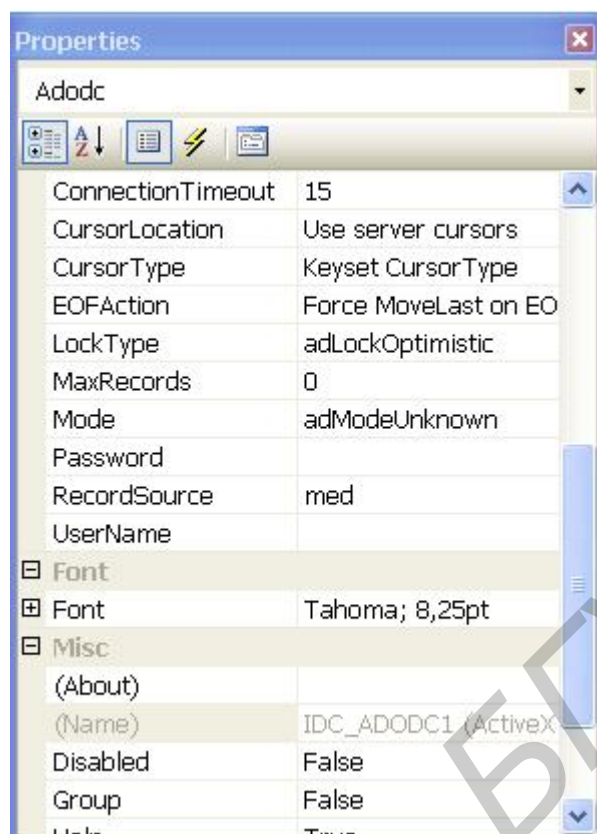 Properties
Adodc
ConnectionTimeout 15
CursorLocation Use server cursors
CursorType Keyset CursorType
EOFAction Force MoveLast on EO
LockType adLockOptimistic
MaxRecords 0
Mode adModeUnknown
Password
RecordSource med
UserName
Font
Font Tahoma; 8,25pt
Misc
(About)
(Name) IDC_ADODC1 (ActiveX
Disabled False
Group False
БГ